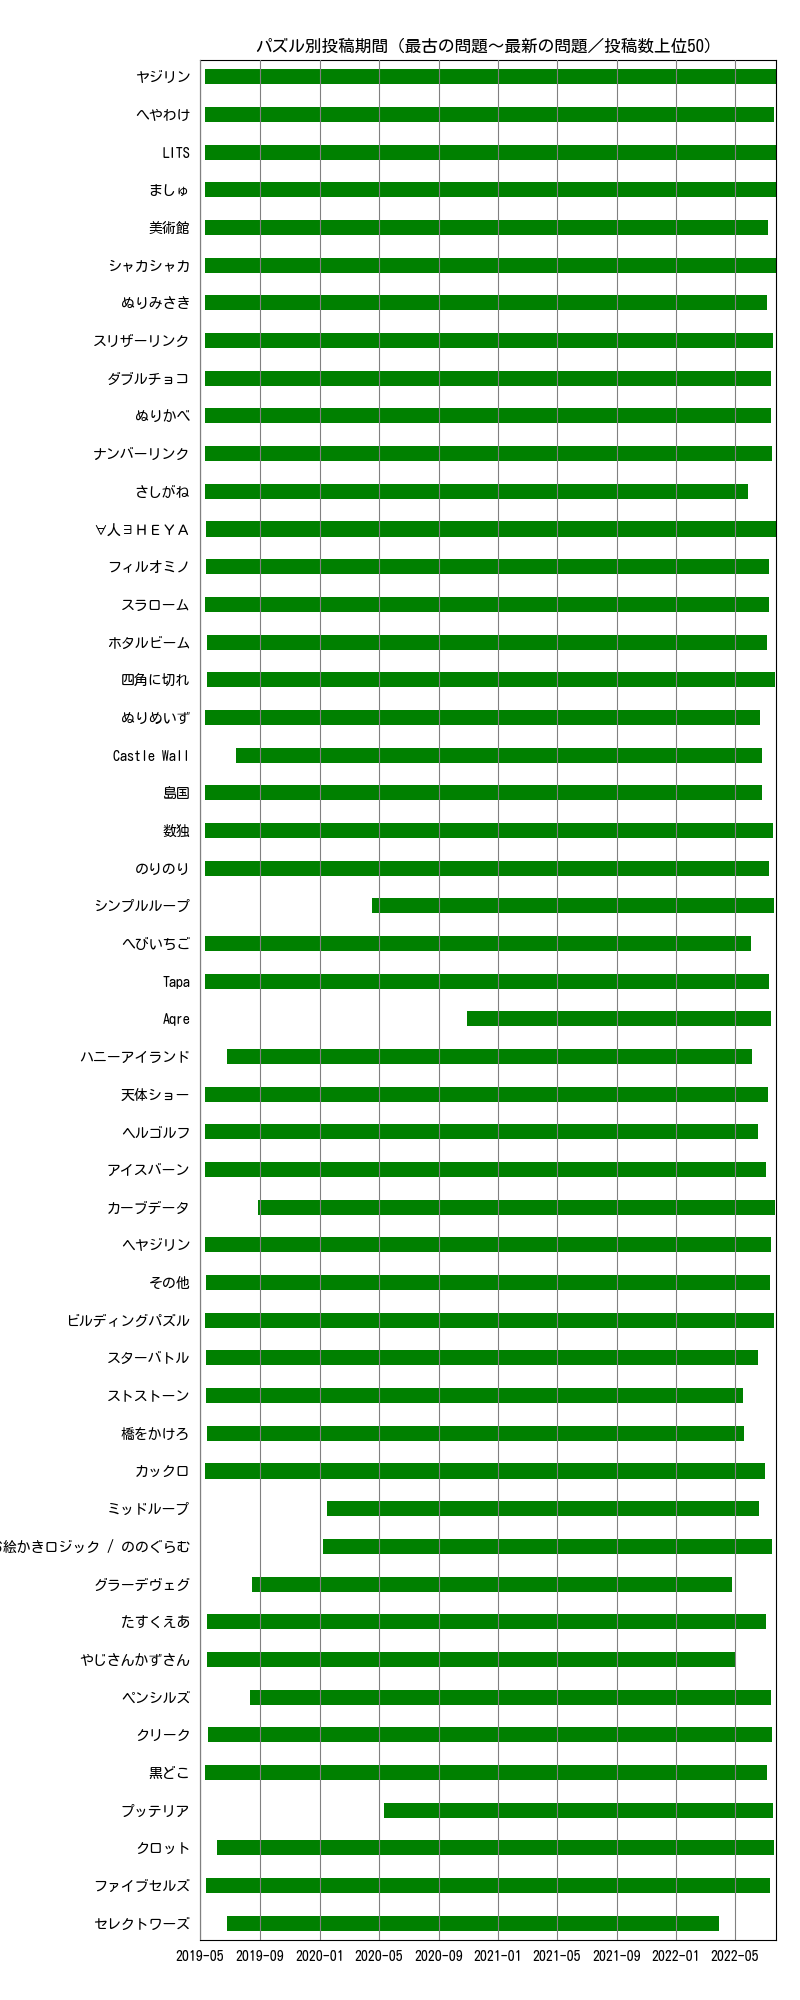 パズル別投稿期間（最古の問題～最新の問題／投稿数上位50）
ヤジリン
へやわけ
LITS
ましゅ
美術館
シャカシャカ
ぬりみさき
スリザーリンク
ダブルチョコ
ぬりかべ
ナンバーリンク
さしがね
∀人∃ＨＥＹＡ
フィルオミノ
スラローム
ホタルビーム
四角に切れ
ぬりめいず
Castle Wall
島国
数独
のりのり
シンプルループ
へびいちご
Tapa
Aqre
ハニーアイランド
天体ショー
ヘルゴルフ
アイスバーン
カーブデータ
ヘヤジリン
その他
ビルディングパズル
スターバトル
ストストーン
橋をかけろ
カックロ
ミッドループ
絵かきロジック / ののぐらむ
グラーデヴェグ
たすくえあ
やじさんかずさん
ペンシルズ
クリーク
黒どこ
プッテリア
クロット
ファイブセルズ
セレクトワーズ
2019-05 2019-09 2020-01 2020-05 2020-09 2021-01 2021-05 2021-09 2022-01 2022-05